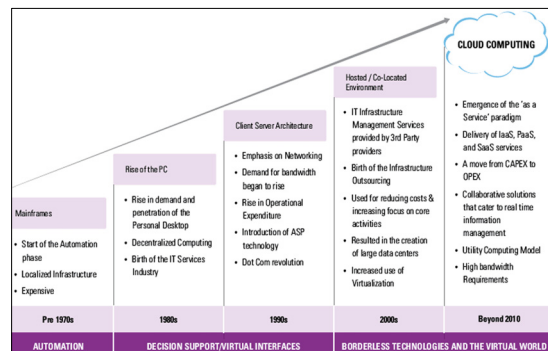 CLOUD COMPUTING
Hosted / Co-Located
Environment
Client Server Architecture
Rise of the PC
Mainframes
• Start of the Automation
phase
• Localized Infrastructure
• Expensive
• Rise in demand and
penetration of the
Personal Desktop
• Decentralized Computing
• Birth of the IT Services
Industry
• Emphasis on Networking
• Demand for bandwidth
began to rise
• Rise in Operational
Expenditure
• Introduction of ASP
technology
• Dot Com revolution
• IT Infrastructure
Management Services
provided by 3rd Party
providers
• Birth of the Infrastructure
Outsourcing
• Used for reducing costs &
increasing focus on core
activities
• Resulted in the creation
of large data centers
• Increased use of
Virtualization
• Emergence of the 'as a
Service' paradigm
• Delivery of IaaS, PaaS,
and SaaS services
• A move from CAPEX to
OPEX
• Collaborative solutions
that cater to real time
information
management
• Utility Computing Model
• High bandwidth
Requirements
Pre 1970s
1980s
1990s
2000s
Beyond 2010
AUTOMATION
DECISION SUPPORT/VIRTUAL INTERFACES
BORDERLESS TECHNOLOGIES AND THE VIRTUAL WORLD